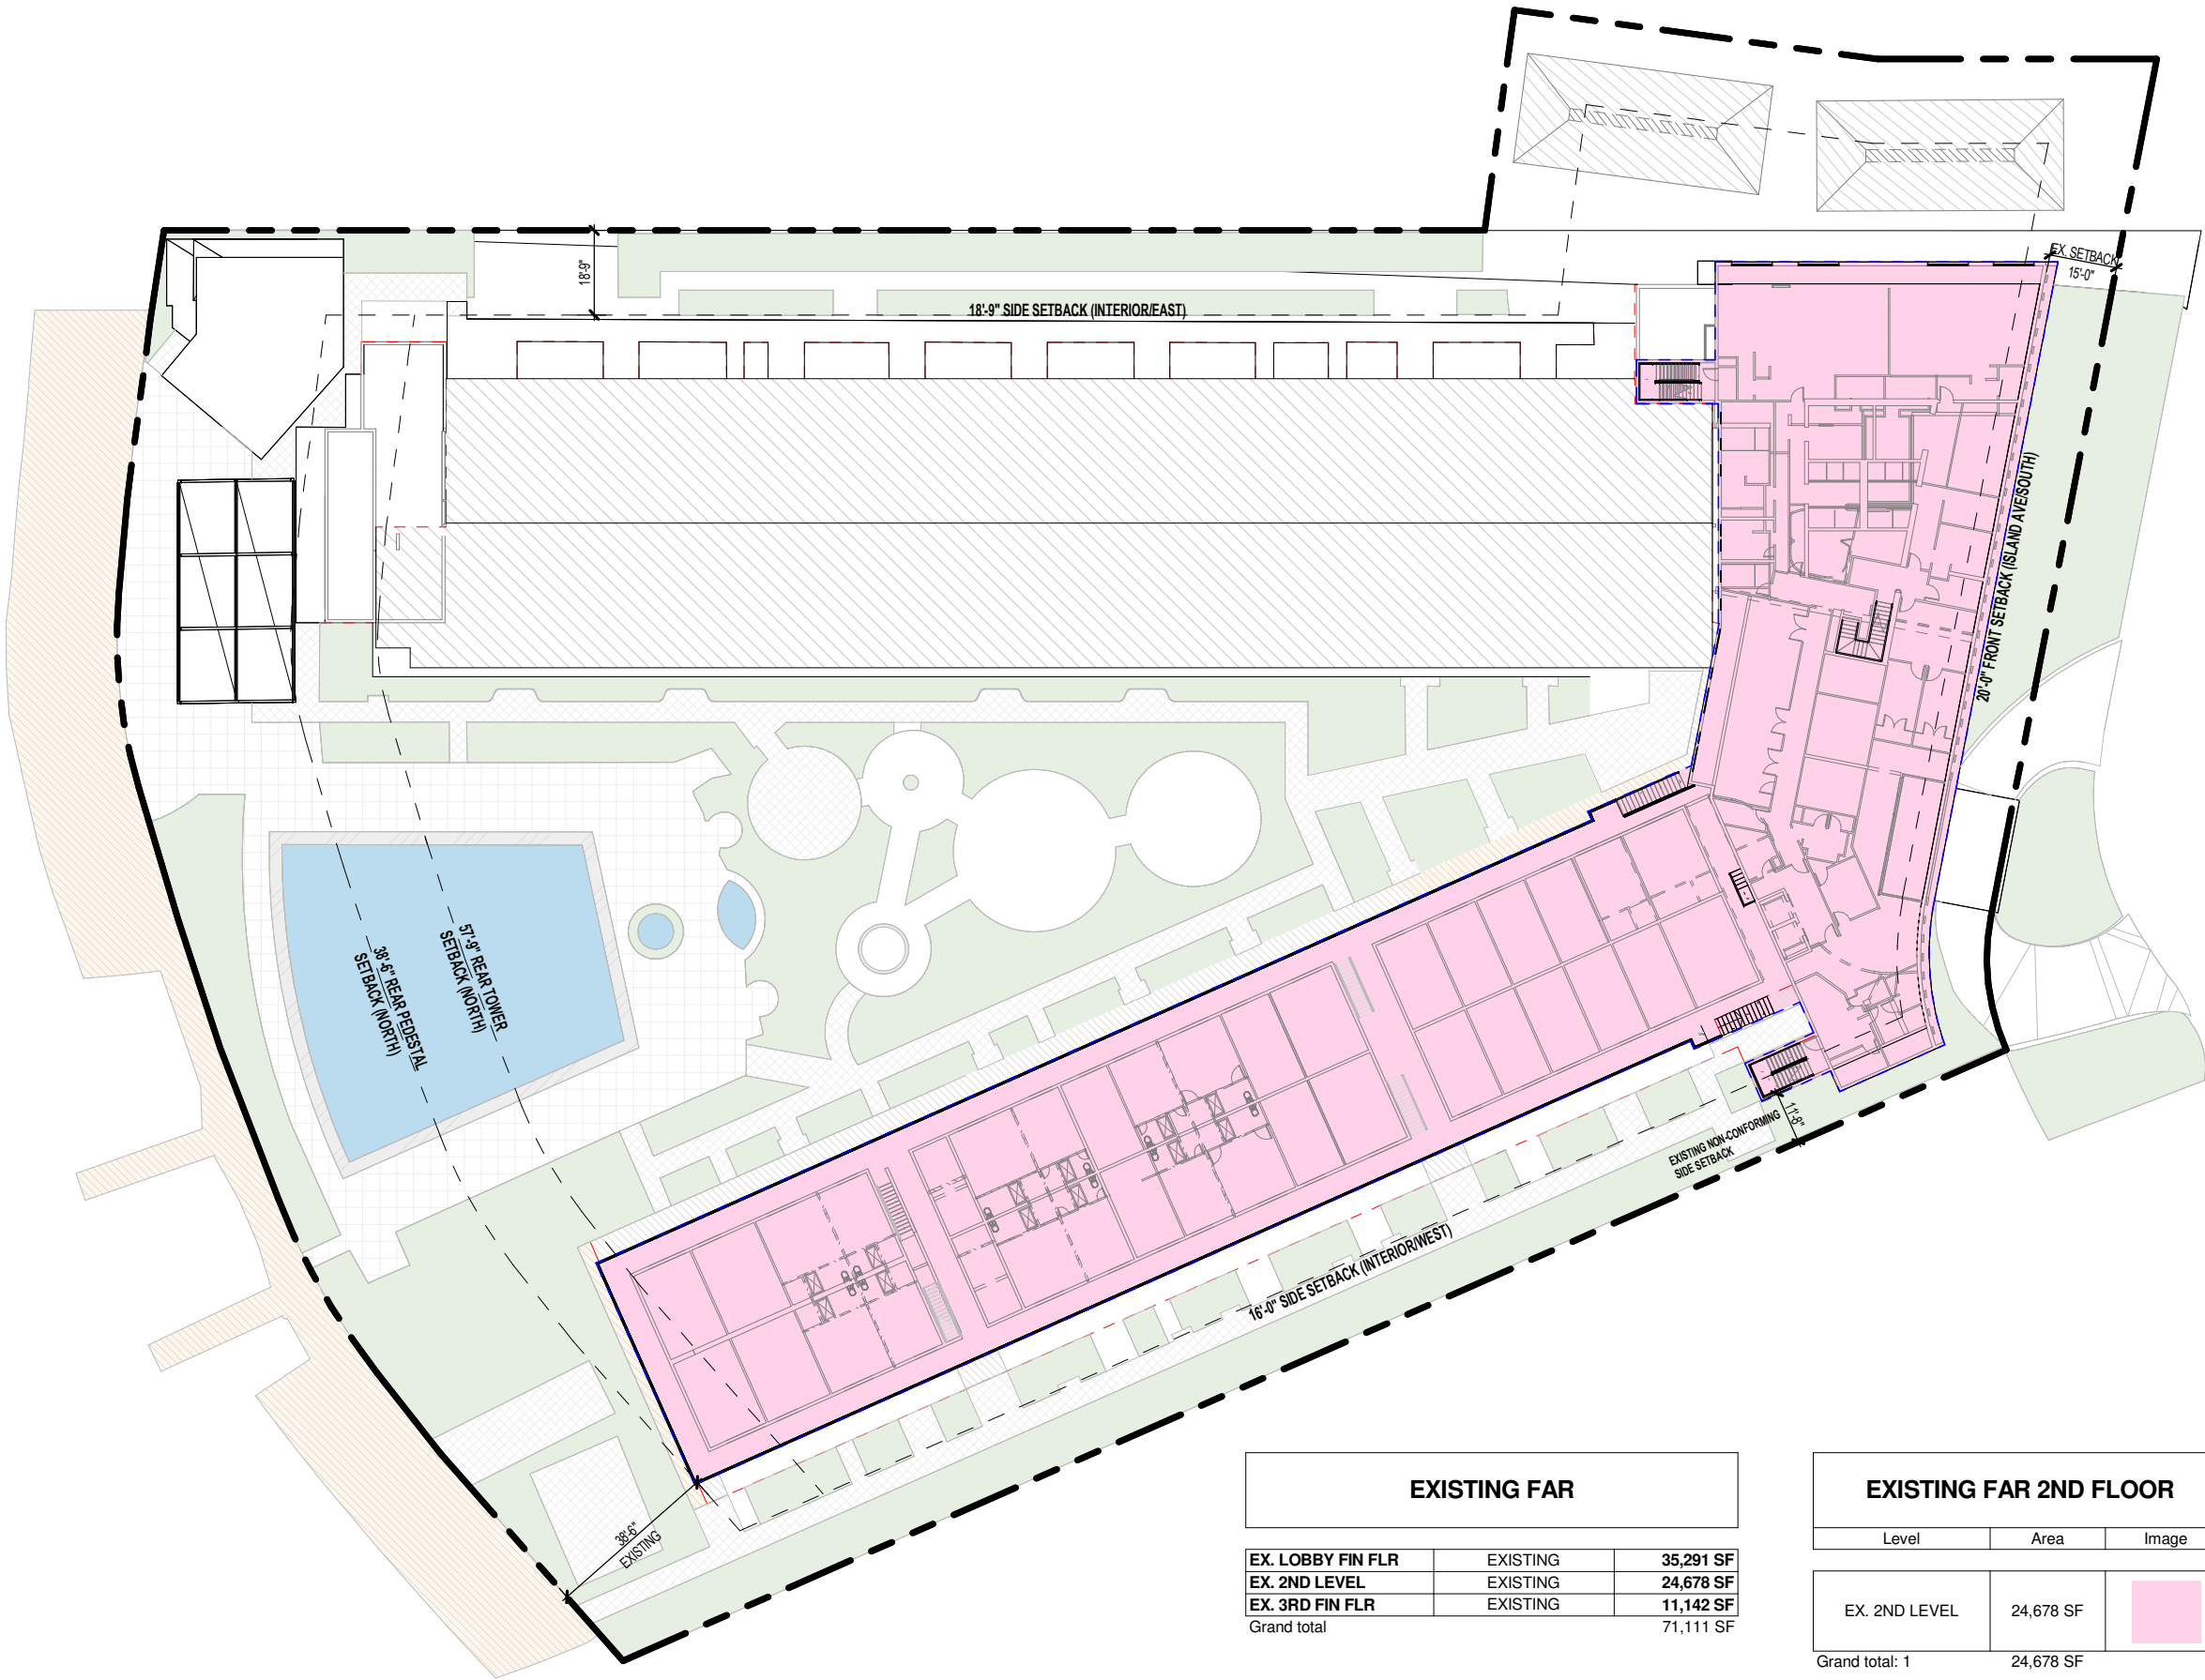 EX. SETBACK
15'-0"
18'-9"
18'-9" SIDE SETBACK (INTERIOR/EAST)
20'-0" FRONT SETBACK (ISLAND AVE/SOUTH)
57'-9" REAR TOWER
SETBACK (NORTH)
38'-6" REAR PEDESTAL
SETBACK (NORTH)
11'-8"
EXISTING NON-CONFORMING
SIDE SETBACK
16'-0" SIDE SETBACK (INTERIOR/WEST)
38'-6"
EXISTING
EXISTING FAR
EX. LOBBY FIN FLR EXISTING 35,291 SF
EX. 2ND LEVEL EXISTING 24,678 SF
EX. 3RD FIN FLR EXISTING 11,142 SF
Grand total 71,111 SF
EXISTING FAR 2ND FLOOR
Level Area Image
EX. 2ND LEVEL 24,678 SF
Grand total: 1 24,678 SF